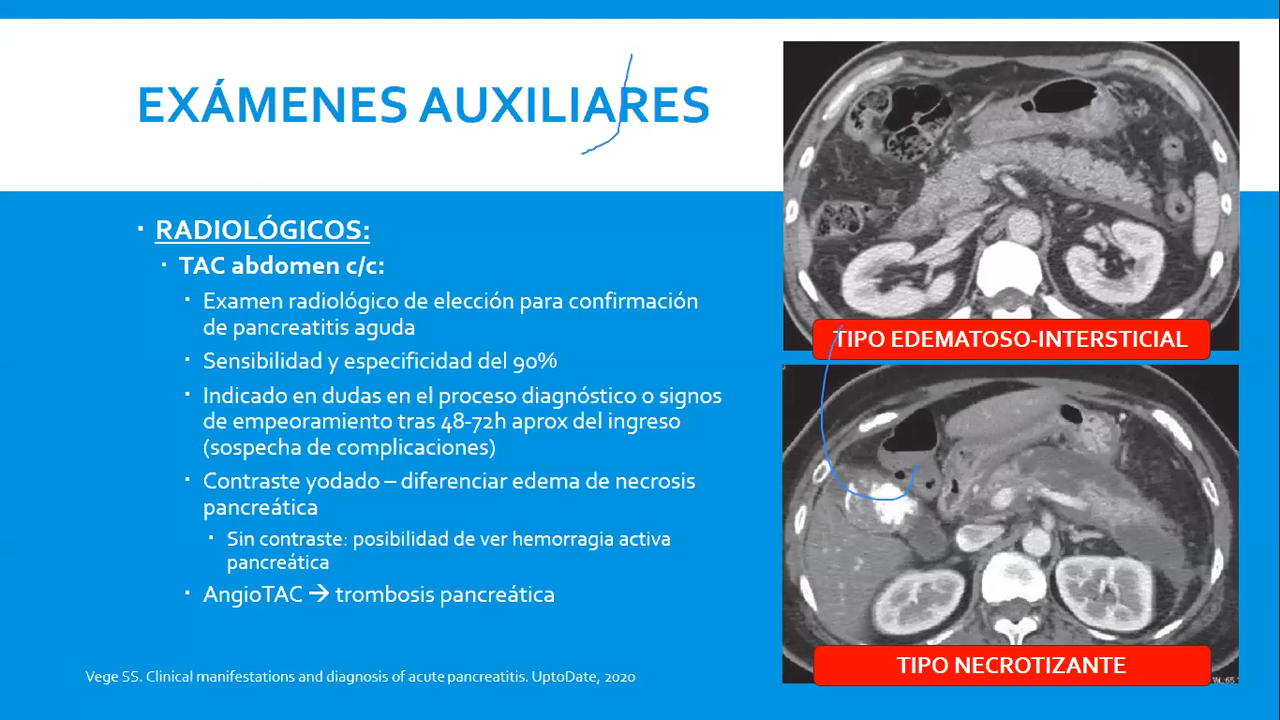 EXÁMENES AUXILIARES
RADIOLÓGICOS:
TAC abdomen c/c:
Examen radiológico de elección para confirmación
de pancreatitis aguda
Sensibilidad y especificidad del 90%
Indicado en dudas en el proceso diagnóstico o signos
de empeoramiento tras 48-72h aprox del ingreso
(sospecha de complicaciones)
Contraste yodado – diferenciar edema de necrosis
pancreática
Sin contraste: posibilidad de ver hemorragia activa
pancreática
AngioTAC → trombosis pancreática
Vege SS. Clinical manifestations and diagnosis of acute pancreatitis. UptoDate, 2020
TIPO EDEMATOSO-INTERSTICIAL
TIPO NECROTIZANTE